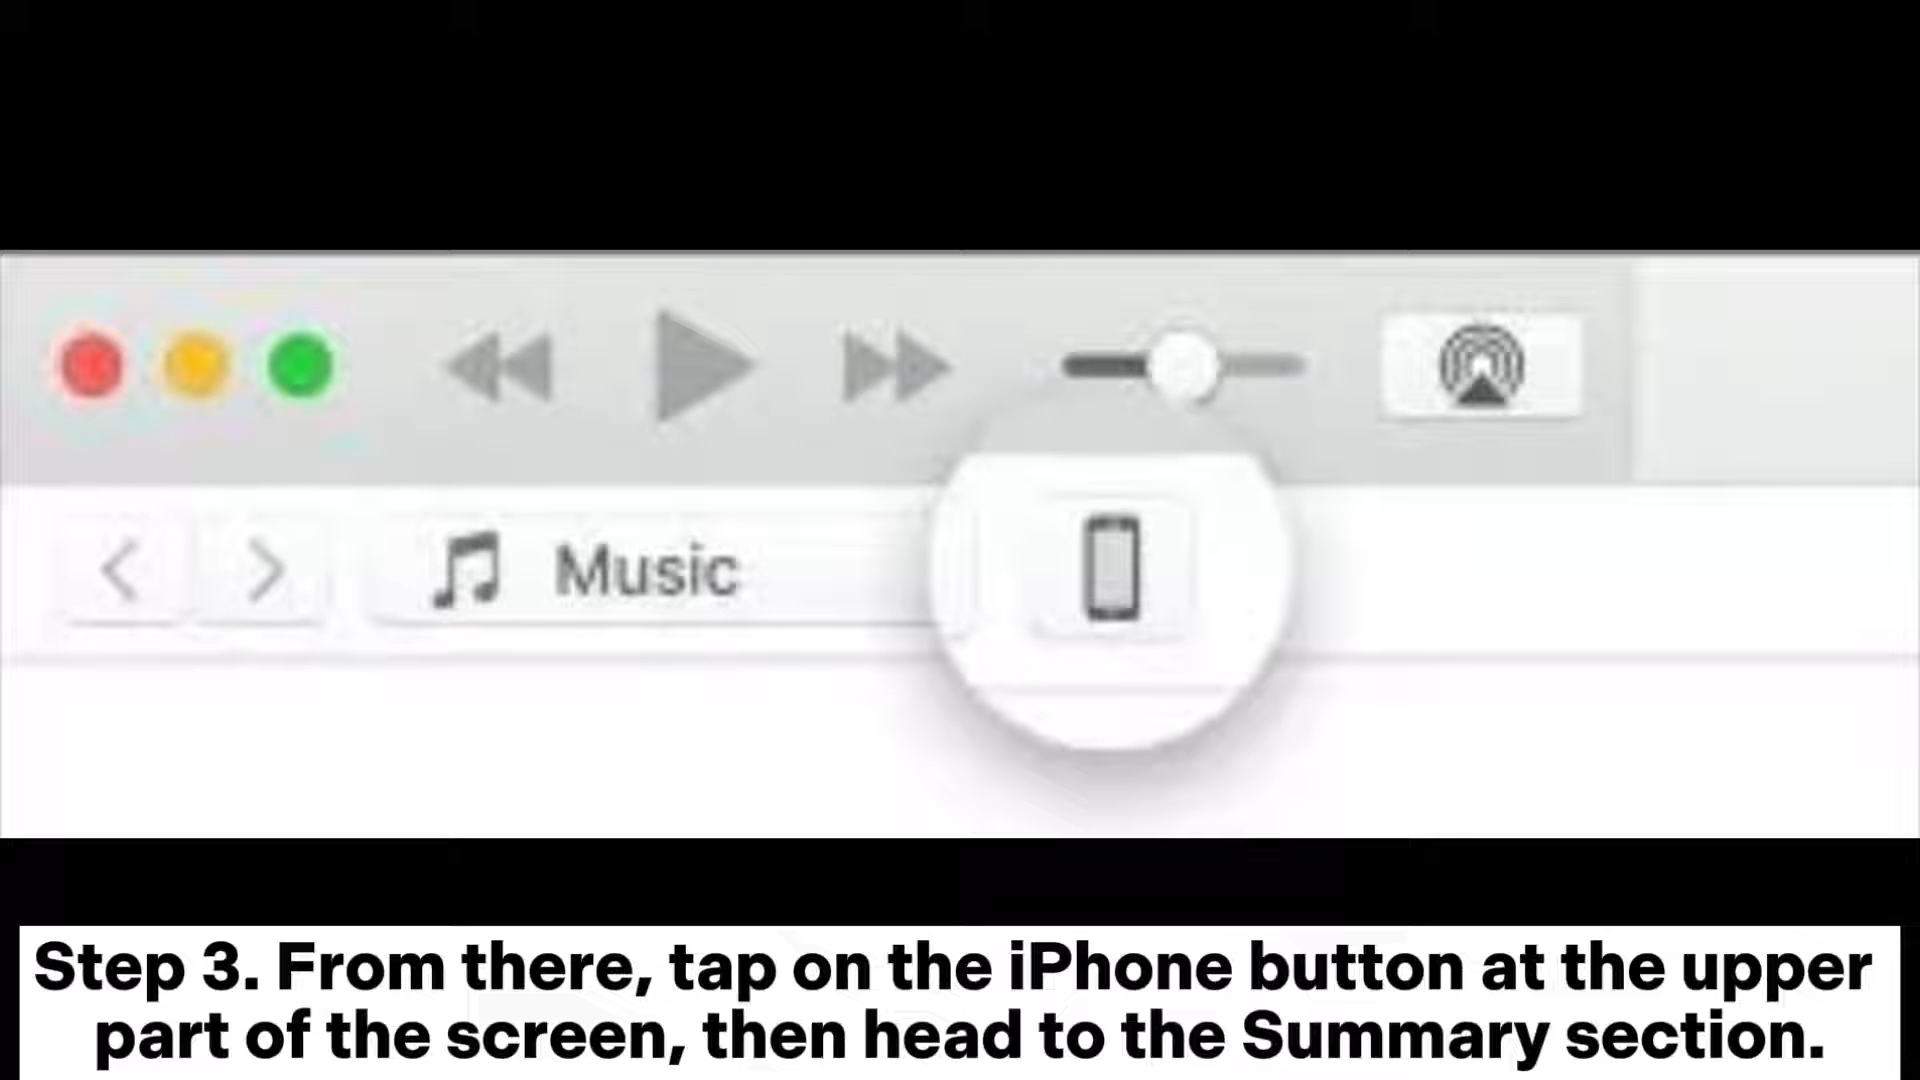 Music
Step 3. From there, tap on the iPhone button at the upper
part of the screen, then head to the Summary section.